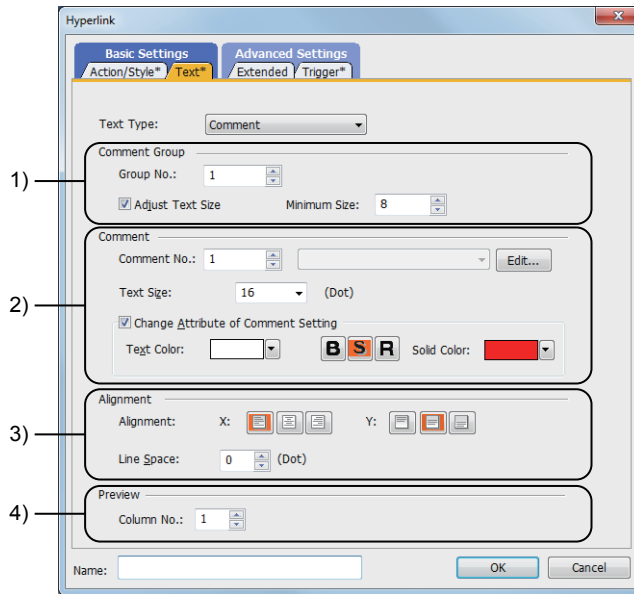 Hyperlink
x
Basic Settings Advanced Settings
Action/Style* Text* Extended Trigger*
Text Type: Comment
1)
Comment Group
Group No.: 1
Adjust Text Size Minimum Size: 8
2)
Comment
Comment No.: 1 Edit...
Text Size: 16 (Dot)
Change Attribute of Comment Setting
Text Color: B S R Solid Color:
3)
Alignment
Alignment: X: Y:
Line Space: 0 (Dot)
4)
Preview
Column No.: 1
Name: OK Cancel